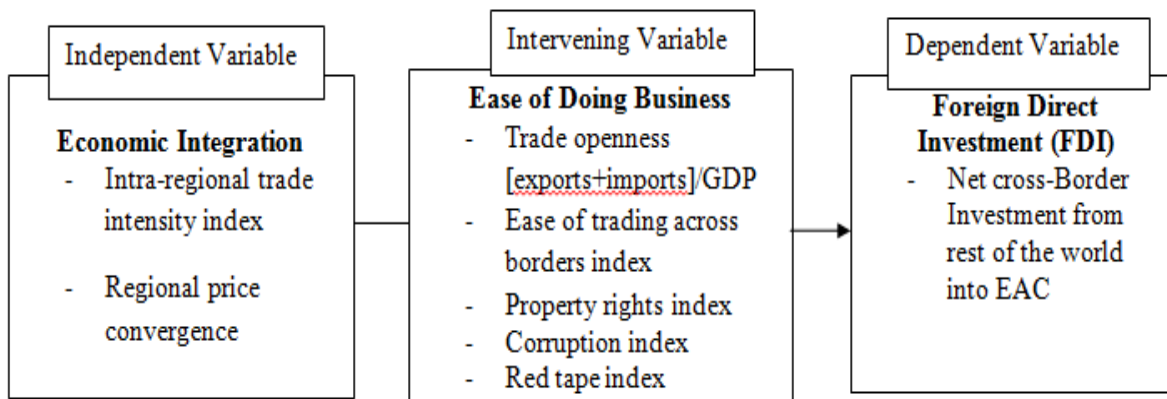 Independent Variable
Economic Integration
- Intra-regional trade
intensity index
- Regional price
convergence
Intervening Variable
Ease of Doing Business
- Trade openness
[exports+imports]/GDP
- Ease of trading across
borders index
- Property rights index
- Corruption index
- Red tape index
Dependent Variable
Foreign Direct
Investment (FDI)
- Net cross-Border
Investment from
rest of the world
into EAC